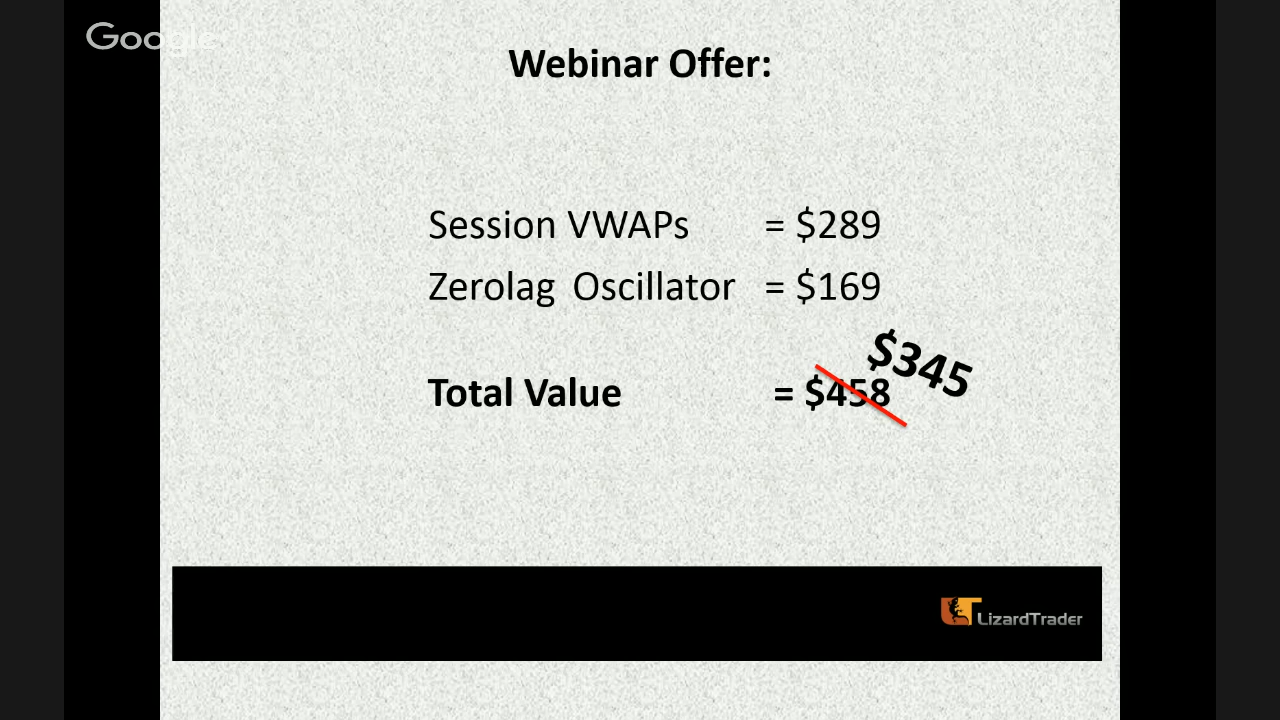 Google
Webinar Offer:
Session VWAPs = $289
Zerolag Oscillator = $169
$345
Total Value = $458
LizardTrader